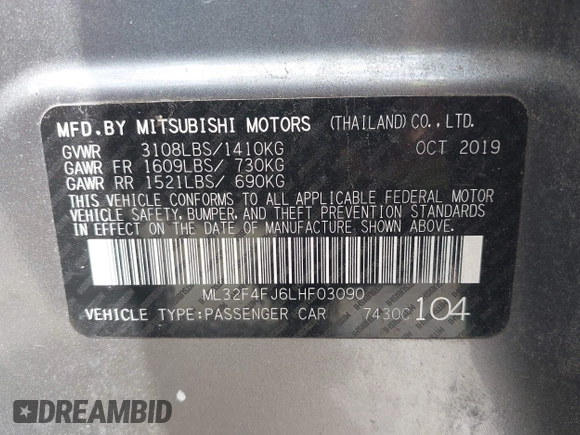 MFD.BY MITSUBISHI MOTORS (THAILAND)CO.,LTD.
GVWR 3108LBS/1410KG OCT 2019
GAWR FR 1609LBS/ 730KG
GAWR RR 1521LBS/ 690KG
THIS VEHICLE CONFORMS TO ALL APPLICABLE FEDERAL MOTOR
VEHICLE SAFETY, BUMPER, AND THEFT PREVENTION STANDARDS
IN EFFECT ON THE DATE OF MANUFACTURE SHOWN ABOVE.
ML32F4FJ6LHF03090
VEHICLE TYPE:PASSENGER CAR 7430C 104
DREAMBID